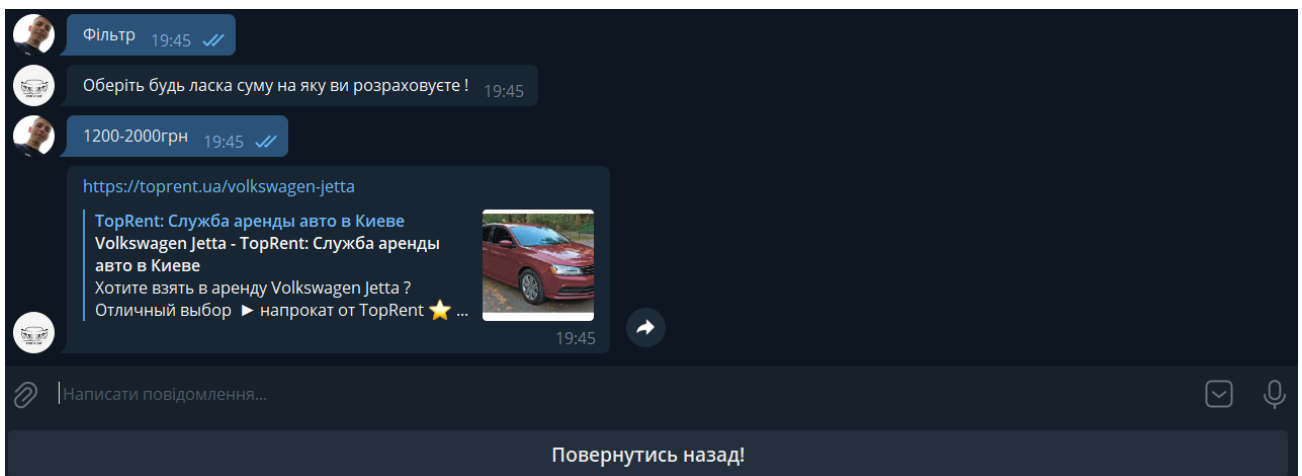 Фільтр 19:45
Оберіть будь ласка суму на яку ви розраховуєте ! 19:45
1200-2000грн 19:45
https://toprent.ua/volkswagen-jetta
TopRent: Служба аренды авто в Киеве
Volkswagen Jetta - TopRent: Служба аренды
авто в Киеве
Хотите взять в аренду Volkswagen Jetta ?
Отличный выбор ► напрокат от TopRent ⭐ ...
19:45
Написати повідомлення...
Повернутись назад!